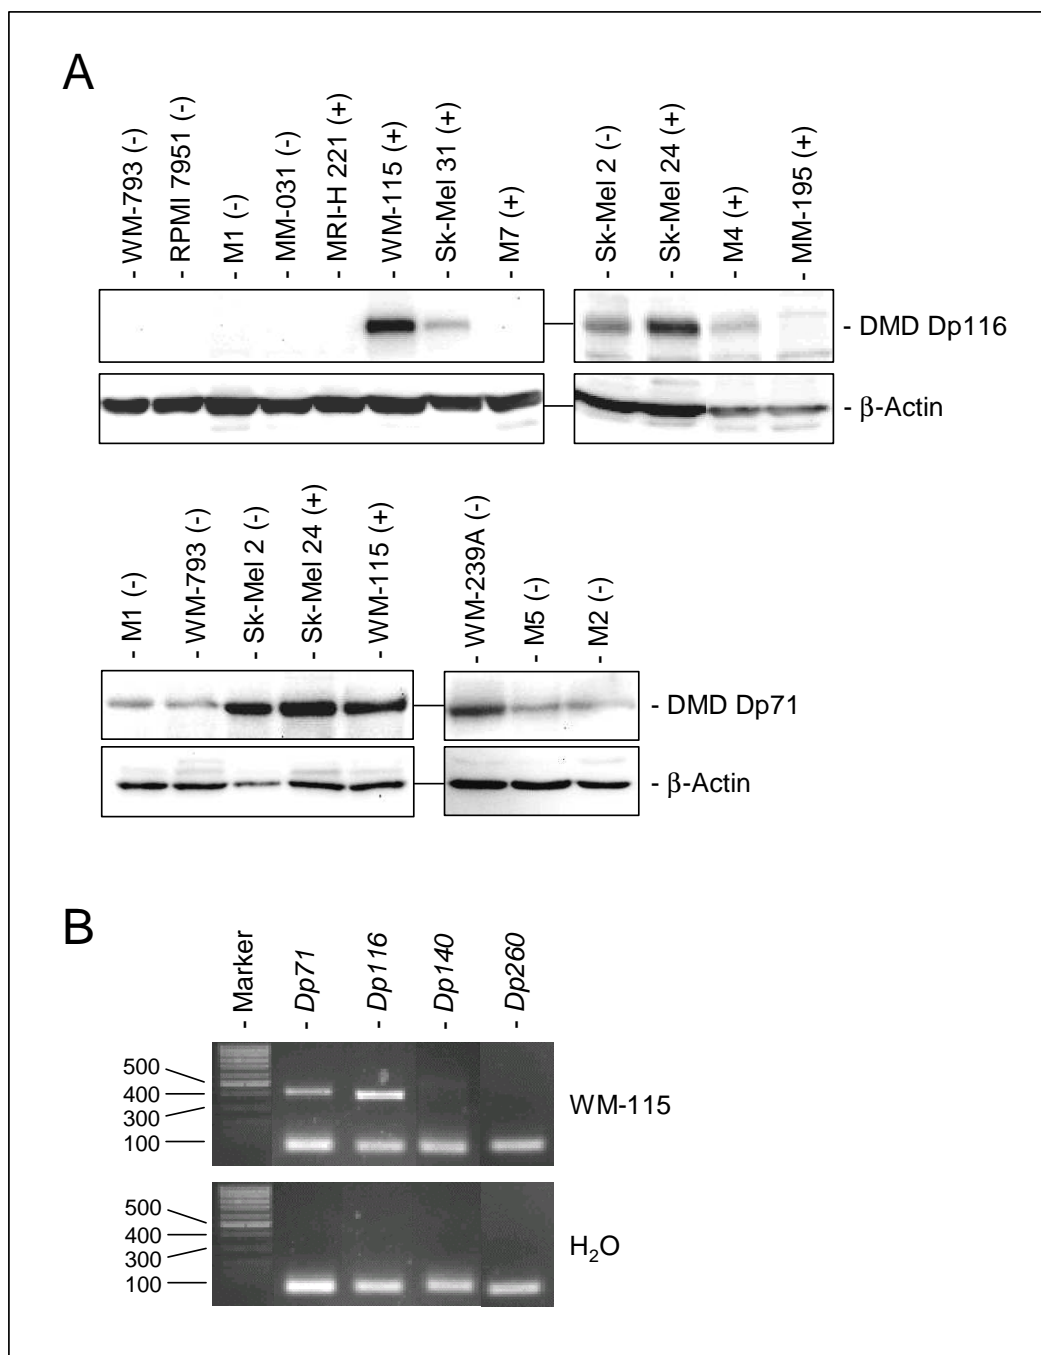 A
- WM-793 (-)
- RPMI 7951 (-)
- M1 (-)
- MM-031 (-)
- MRI-H 221 (+)
- WM-115 (+)
- Sk-Mel 31 (+)
- M7 (+)
- Sk-Mel 2 (-)
- Sk-Mel 24 (+)
- M4 (+)
- MM-195 (+)
- DMD Dp116
- β-Actin
- M1 (-)
- WM-793 (-)
- Sk-Mel 2 (-)
- Sk-Mel 24 (+)
- WM-115 (+)
- WM-239A (-)
- M5 (-)
- M2 (-)
- DMD Dp71
- β-Actin
B
- Marker
- Dp71
- Dp116
- Dp140
- Dp260
500
400
300
100
WM-115
500
400
300
100
H₂O